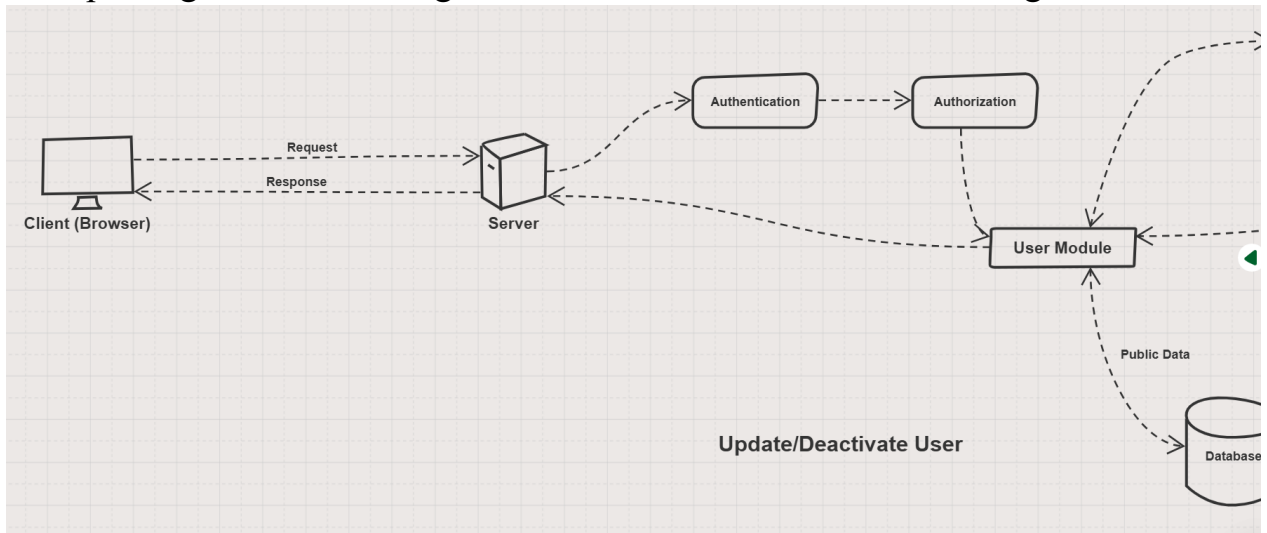 Authentication
Authorization
Request
Response
Client (Browser)
Server
User Module
Public Data
Update/Deactivate User
Database